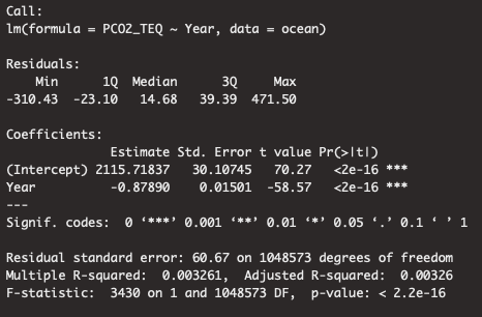 Call:
lm(formula = PCO2_TEQ ~ Year, data = ocean)
Residuals:
Min 1Q Median 3Q Max
-310.43 -23.10 14.68 39.39 471.50
Coefficients:
Estimate Std. Error t value Pr(>|t|)
(Intercept) 2115.71837 30.10745 70.27 <2e-16 ***
Year -0.87890 0.01501 -58.57 <2e-16 ***
---
Signif. codes: 0 ‘***’ 0.001 ‘**’ 0.01 ‘*’ 0.05 ‘.’ 0.1 ‘ ’ 1
Residual standard error: 60.67 on 1048573 degrees of freedom
Multiple R-squared: 0.003261, Adjusted R-squared: 0.00326
F-statistic: 3430 on 1 and 1048573 DF, p-value: < 2.2e-16